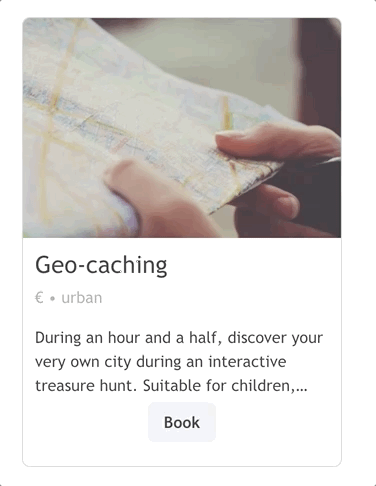 Geo-caching
€ • urban
During an hour and a half, discover your
very own city during an interactive
treasure hunt. Suitable for children,...
Book